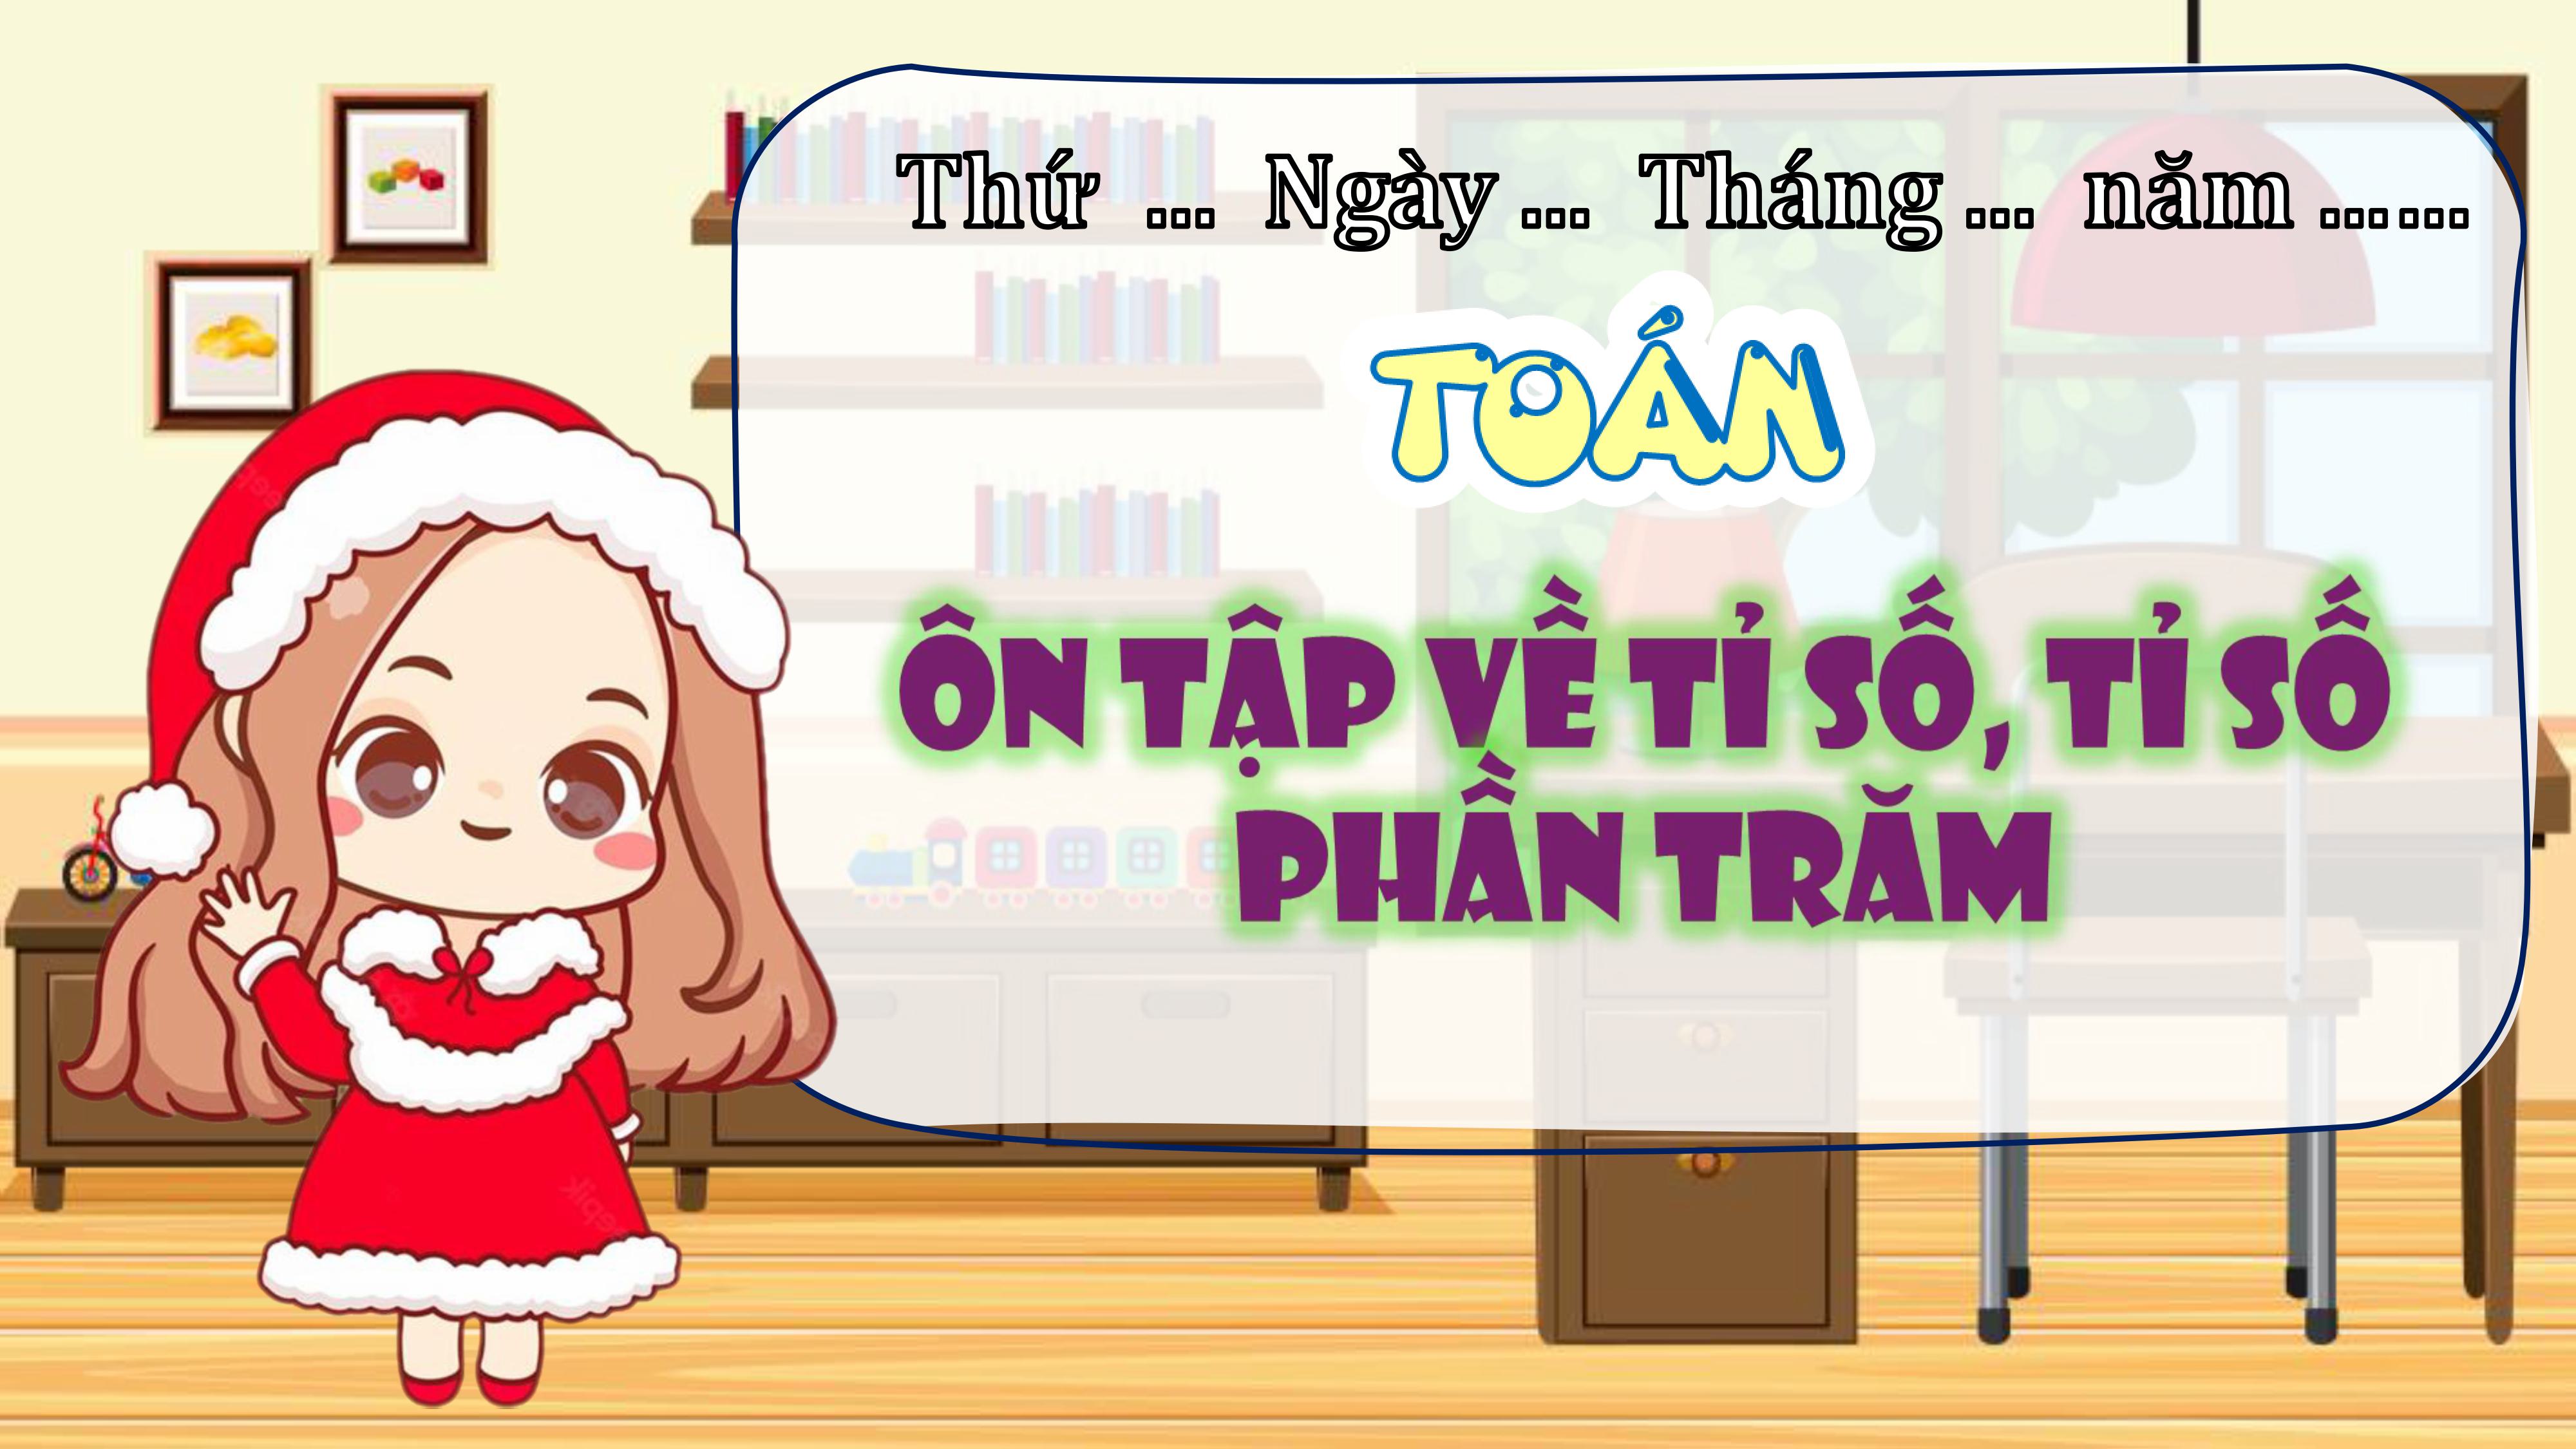 Thứ ... Ngày ... Tháng ... năm ......
TOÁN
ÔN TẬP VỀ TỈ SỐ, TỈ SỐ
PHẦN TRĂM